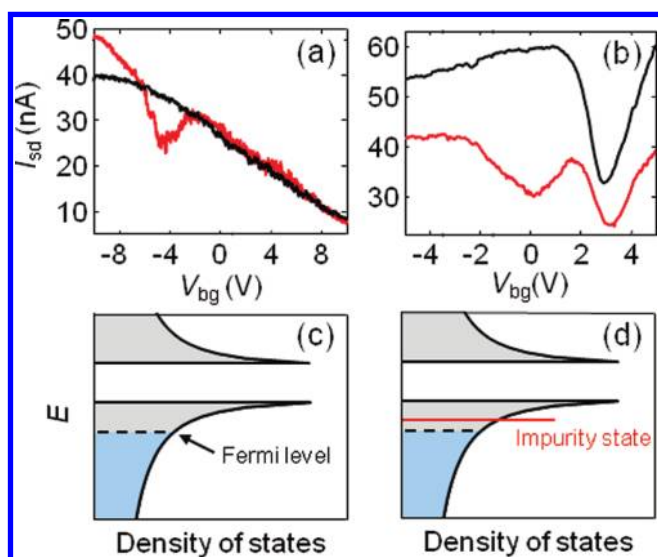 (a)
50
40
30
20
10
I_sd (nA)
-8 -4 0 4 8
V_bg (V)
(b)
60
50
40
30
-4 -2 0 2 4
V_bg(V)
(c)
E
Fermi level
Density of states
(d)
Impurity state
Density of states